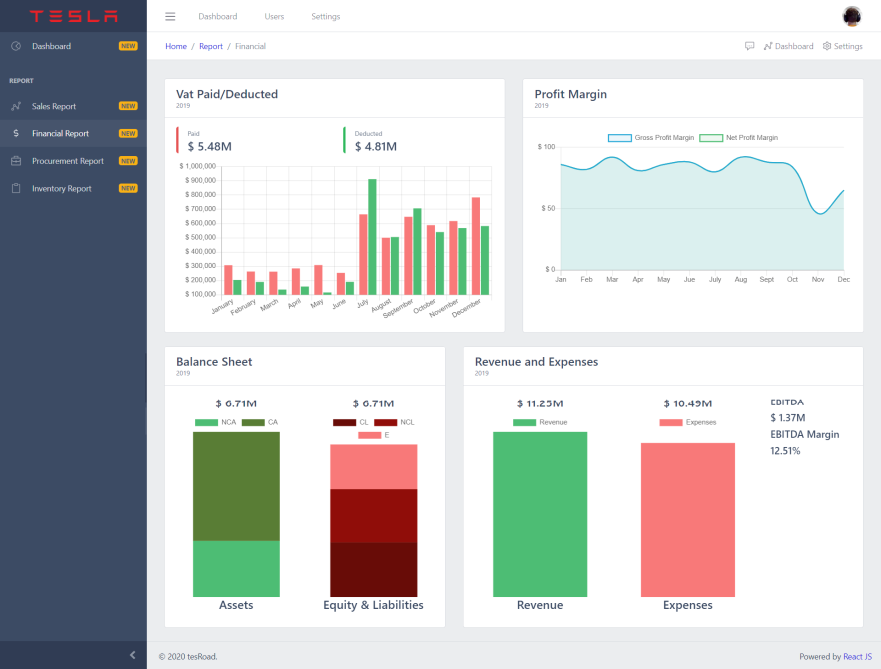 TESLA
Dashboard Users Settings
Dashboard NEW
Home / Report / Financial
Dashboard Settings
REPORT
Sales Report NEW
Financial Report NEW
Procurement Report NEW
Inventory Report NEW
Vat Paid/Deducted
2019
Paid
$ 5.48M
Deducted
$ 4.81M
$ 1,000,000
$ 900,000
$ 800,000
$ 700,000
$ 600,000
$ 500,000
$ 400,000
$ 300,000
$ 200,000
$ 100,000
January February March April May June July August September October November December
Profit Margin
2019
Gross Profit Margin Net Profit Margin
$ 100
$ 50
$ 0
Jan Feb Mar Apr May Jue July Aug Sept Oct Nov Dec
Balance Sheet
2019
$ 6.71M
NCA CA
Assets
$ 6.71M
CL NCL
E
Equity & Liabilities
Revenue and Expenses
2019
$ 11.25M
Revenue
Revenue
$ 10.49M
Expenses
Expenses
EBITDA
$ 1.37M
EBITDA Margin
12.51%
© 2020 tesRoad.
Powered by React JS